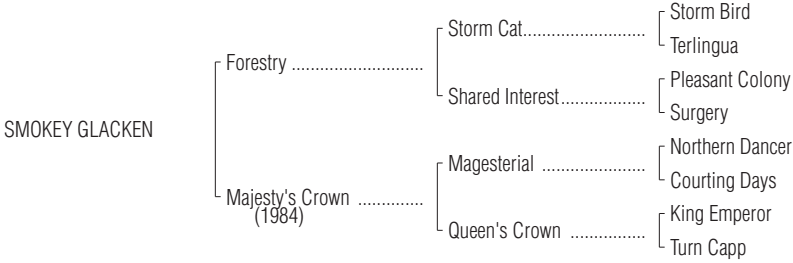 Storm Bird
Storm Cat..........................
Terlingua
Forestry ............................
Pleasant Colony
Shared Interest..................
Surgery
SMOKEY GLACKEN
Northern Dancer
Magesterial ......................
Courting Days
Majesty's Crown ..............
(1984)
King Emperor
Queen's Crown ................
Turn Capp